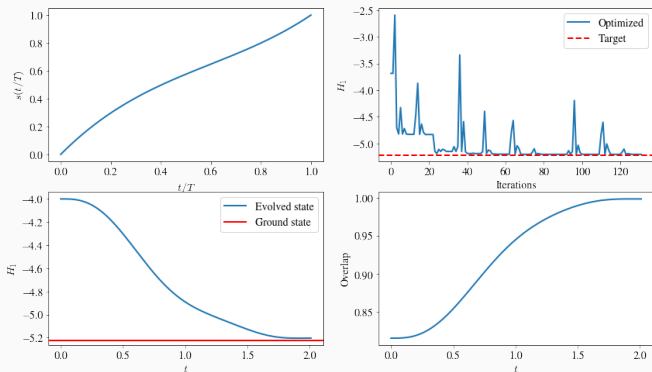 1.0
0.8
0.6
0.4
0.2
0.0
s(t/T)
0.0 0.2 0.4 0.6 0.8 1.0
t/T
-2.5
-3.0
-3.5
-4.0
-4.5
-5.0
H₁
Optimized
Target
0 20 40 60 80 100 120
Iterations
-4.0
-4.2
-4.4
-4.6
-4.8
-5.0
-5.2
H₁
Evolved state
Ground state
0.0 0.5 1.0 1.5 2.0
t
1.00
0.95
0.90
0.85
Overlap
0.0 0.5 1.0 1.5 2.0
t